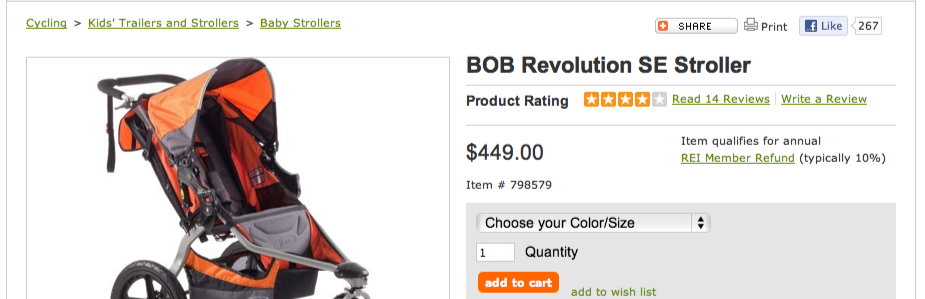 Cycling > Kids' Trailers and Strollers > Baby Strollers
SHARE Print Like 267
BOB Revolution SE Stroller
Product Rating Read 14 Reviews Write a Review
$449.00
Item qualifies for annual
REI Member Refund (typically 10%)
Item # 798579
Choose your Color/Size
1 Quantity
add to cart add to wish list